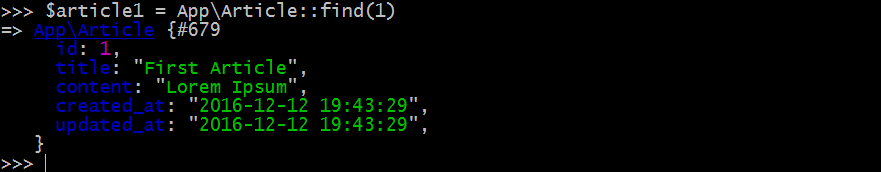 >>> $article1 = App\Article::find(1)
=> App\Article {#679
     id: 1,
     title: "First Article",
     content: "Lorem Ipsum",
     created_at: "2016-12-12 19:43:29",
     updated_at: "2016-12-12 19:43:29",
   }
>>>